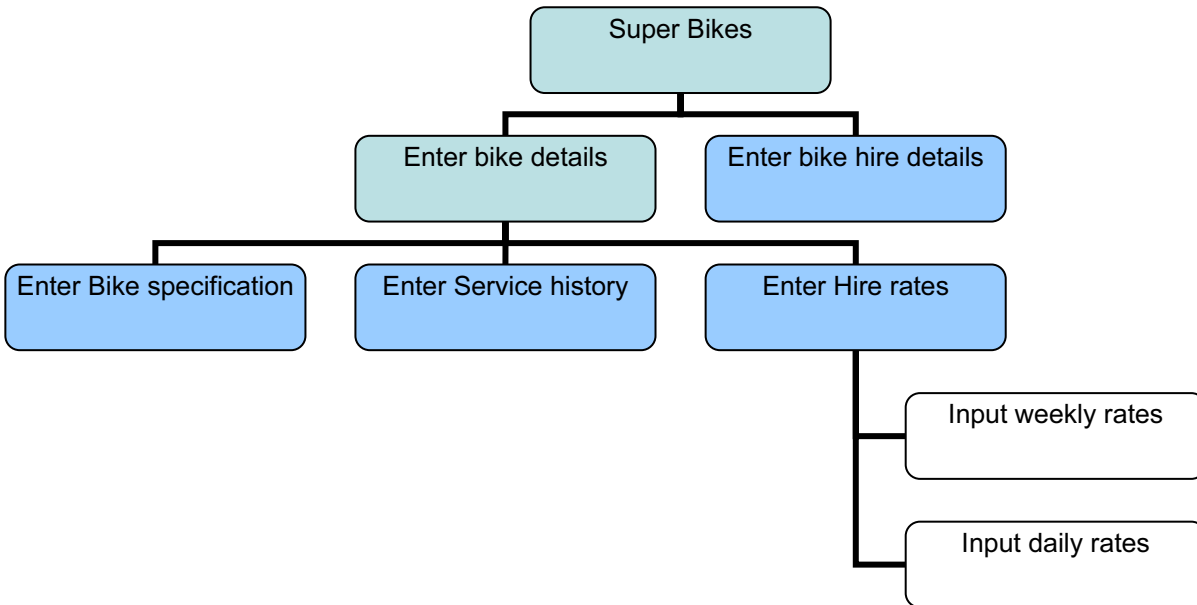 Super Bikes
Enter bike details
Enter bike hire details
Enter Bike specification
Enter Service history
Enter Hire rates
Input weekly rates
Input daily rates